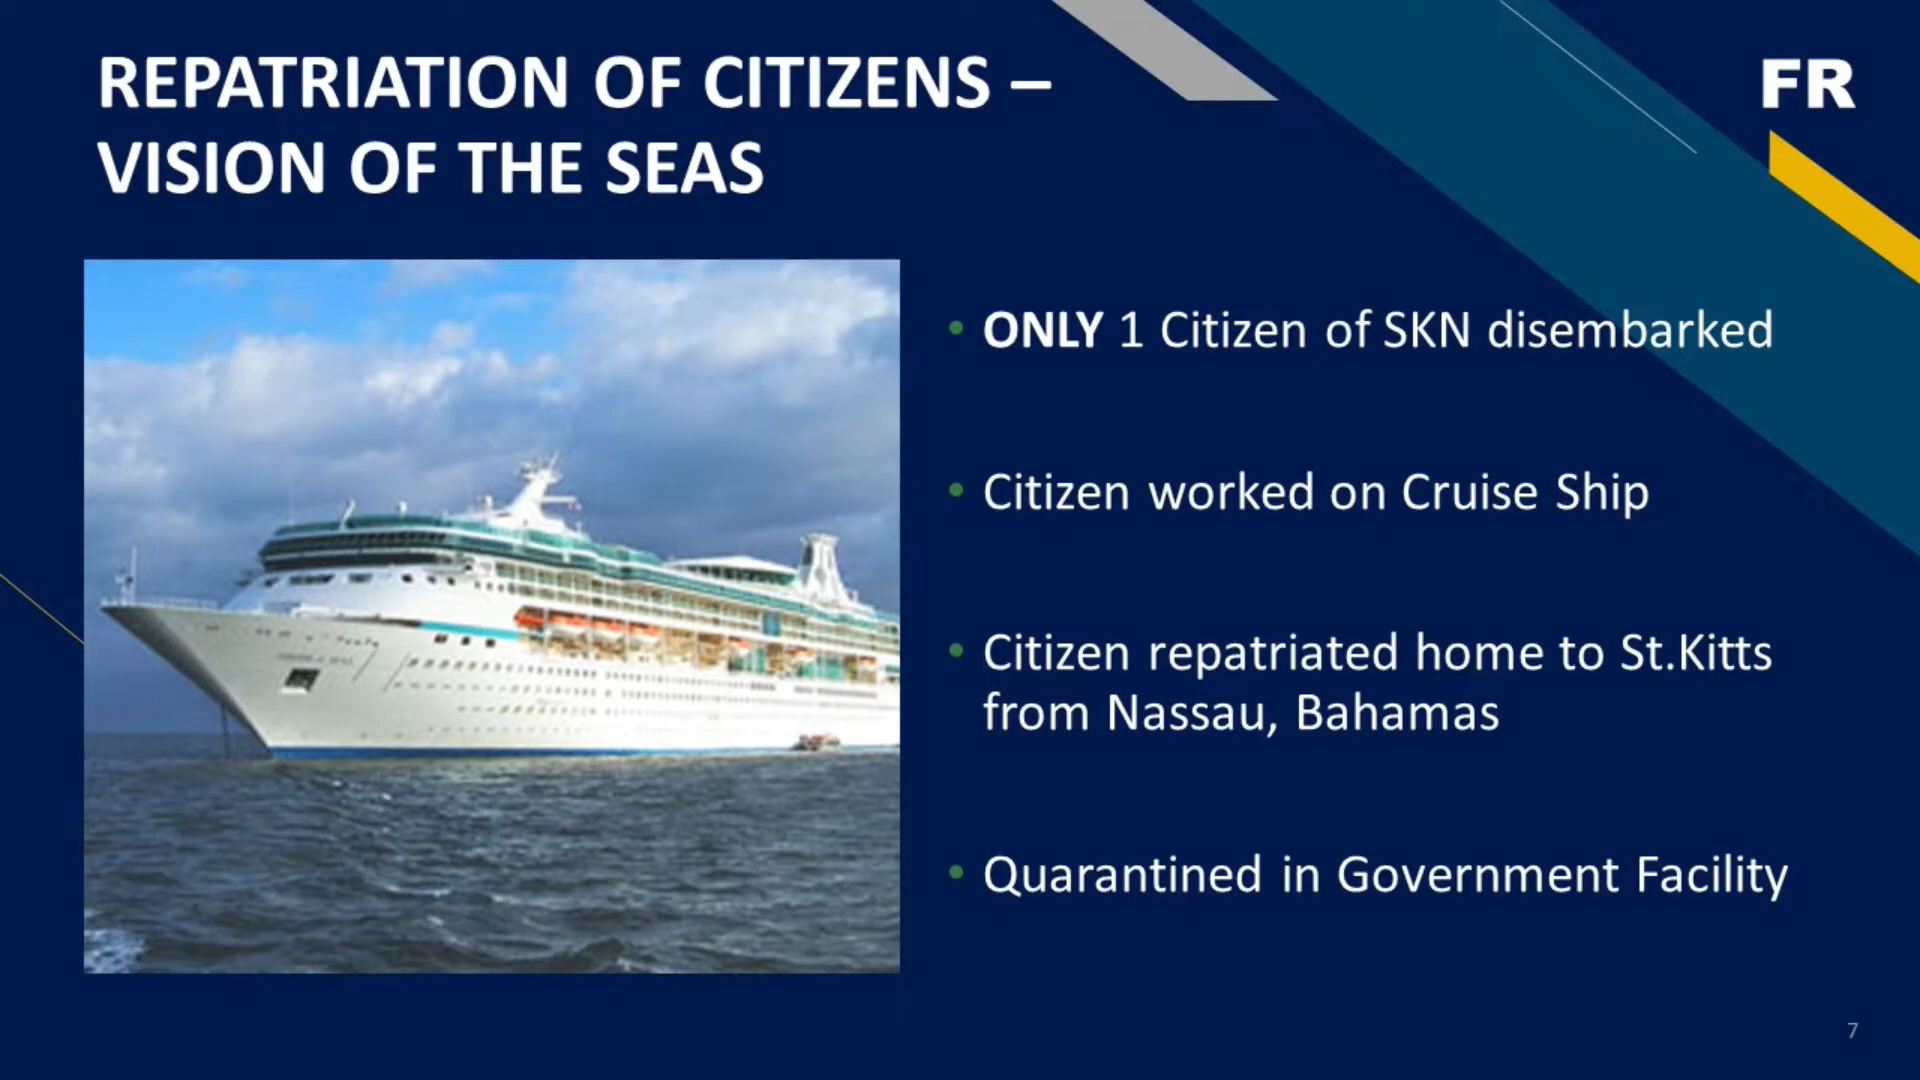 REPATRIATION OF CITIZENS –
VISION OF THE SEAS
FR
• ONLY 1 Citizen of SKN disembarked
• Citizen worked on Cruise Ship
• Citizen repatriated home to St.Kitts
from Nassau, Bahamas
• Quarantined in Government Facility
7